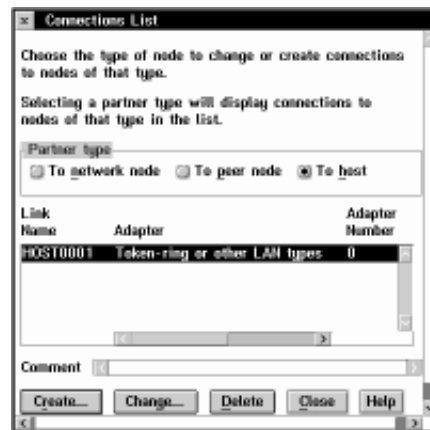 Connections List
Choose the type of node to change or create connections
to nodes of that type.
Selecting a partner type will display connections to
nodes of that type in the list.
Partner type
To network node To peer node To host
Link Adapter
Name Adapter Number
HOST0001 Token-ring or other LAN types 0
Comment
Create... Change... Delete Close Help